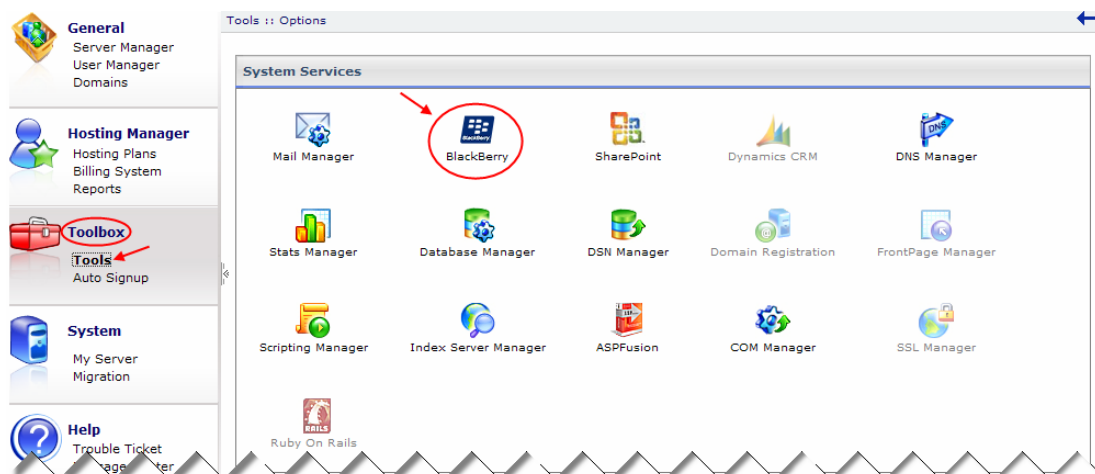 General
Server Manager
User Manager
Domains
Hosting Manager
Hosting Plans
Billing System
Reports
Toolbox
Tools
Auto Signup
System
My Server
Migration
Help
Trouble Ticket
Tools :: Options
System Services
BlackBerry
DNS
Mail Manager
BlackBerry
SharePoint
Dynamics CRM
DNS Manager
Stats Manager
Database Manager
DSN Manager
Domain Registration
FrontPage Manager
Scripting Manager
Index Server Manager
ASPFusion
COM Manager
SSL Manager
RAILS
Ruby On Rails